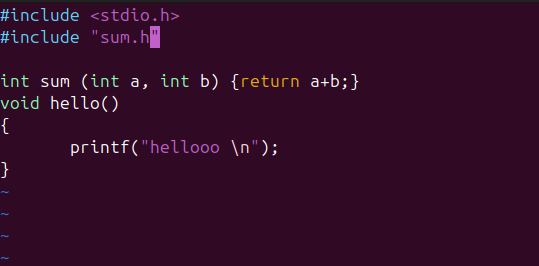 #include <stdio.h>
#include "sum.h"

int sum (int a, int b) {return a+b;}
void hello()
{
       printf("hellooo \n");
}
~
~
~
~